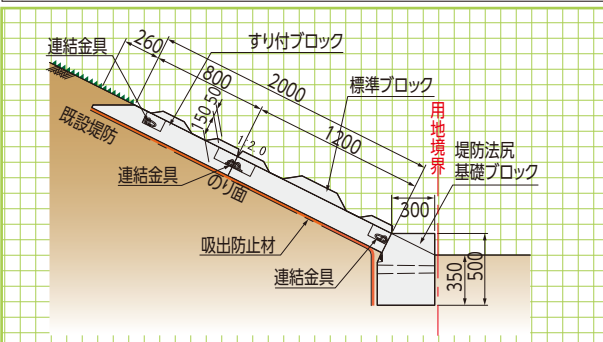 連結金具
260
すり付ブロック
800
2000
標準ブロック
150
50
1:2.0
1200
用地境界
既設堤防
堤防法尻
基礎ブロック
連結金具
のり面
300
吸出防止材
連結金具
350
500